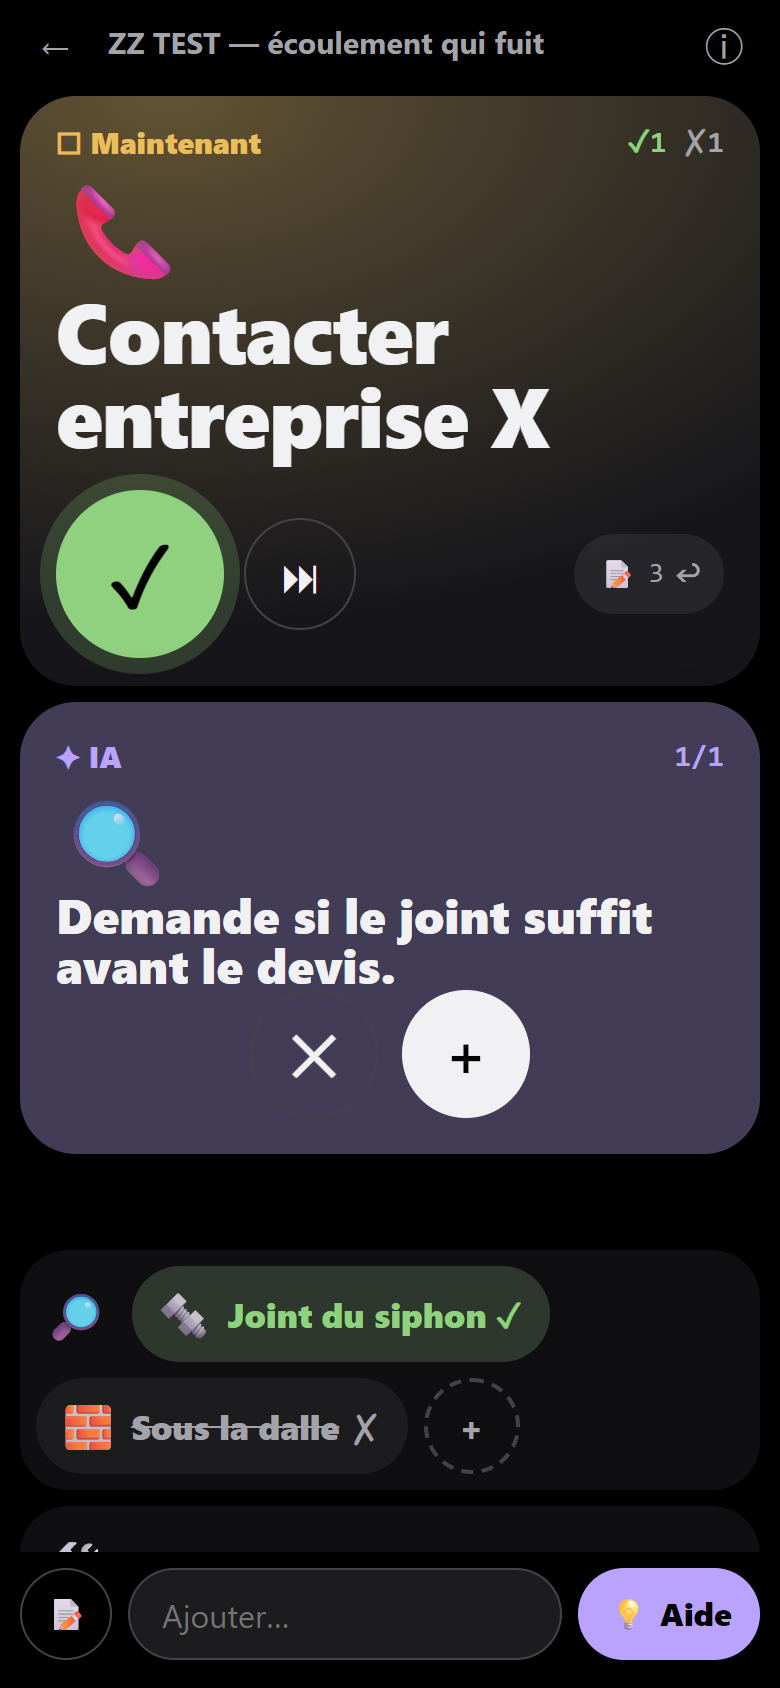 ← ZZ TEST — écoulement qui fuit ⓘ
☐ Maintenant ✓1 ✗1
Contacter
entreprise X
✓ ⏭ 3 ↩
✦ IA 1/1
Demande si le joint suffit
avant le devis.
✕ +
Joint du siphon ✓
Sous la dalle ✗ +
Ajouter... Aide